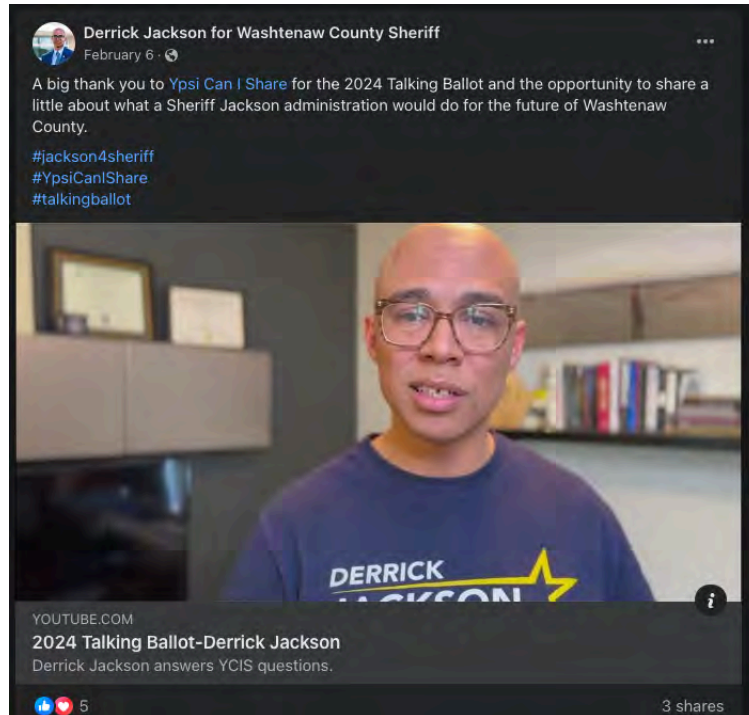 Derrick Jackson for Washtenaw County Sheriff
February 6 ·
A big thank you to Ypsi Can I Share for the 2024 Talking Ballot and the opportunity to share a
little about what a Sheriff Jackson administration would do for the future of Washtenaw
County.
#jackson4sheriff
#YpsiCanIShare
#talkingballot
DERRICK
JACKSON
YOUTUBE.COM
2024 Talking Ballot-Derrick Jackson
Derrick Jackson answers YCIS questions.
5
3 shares